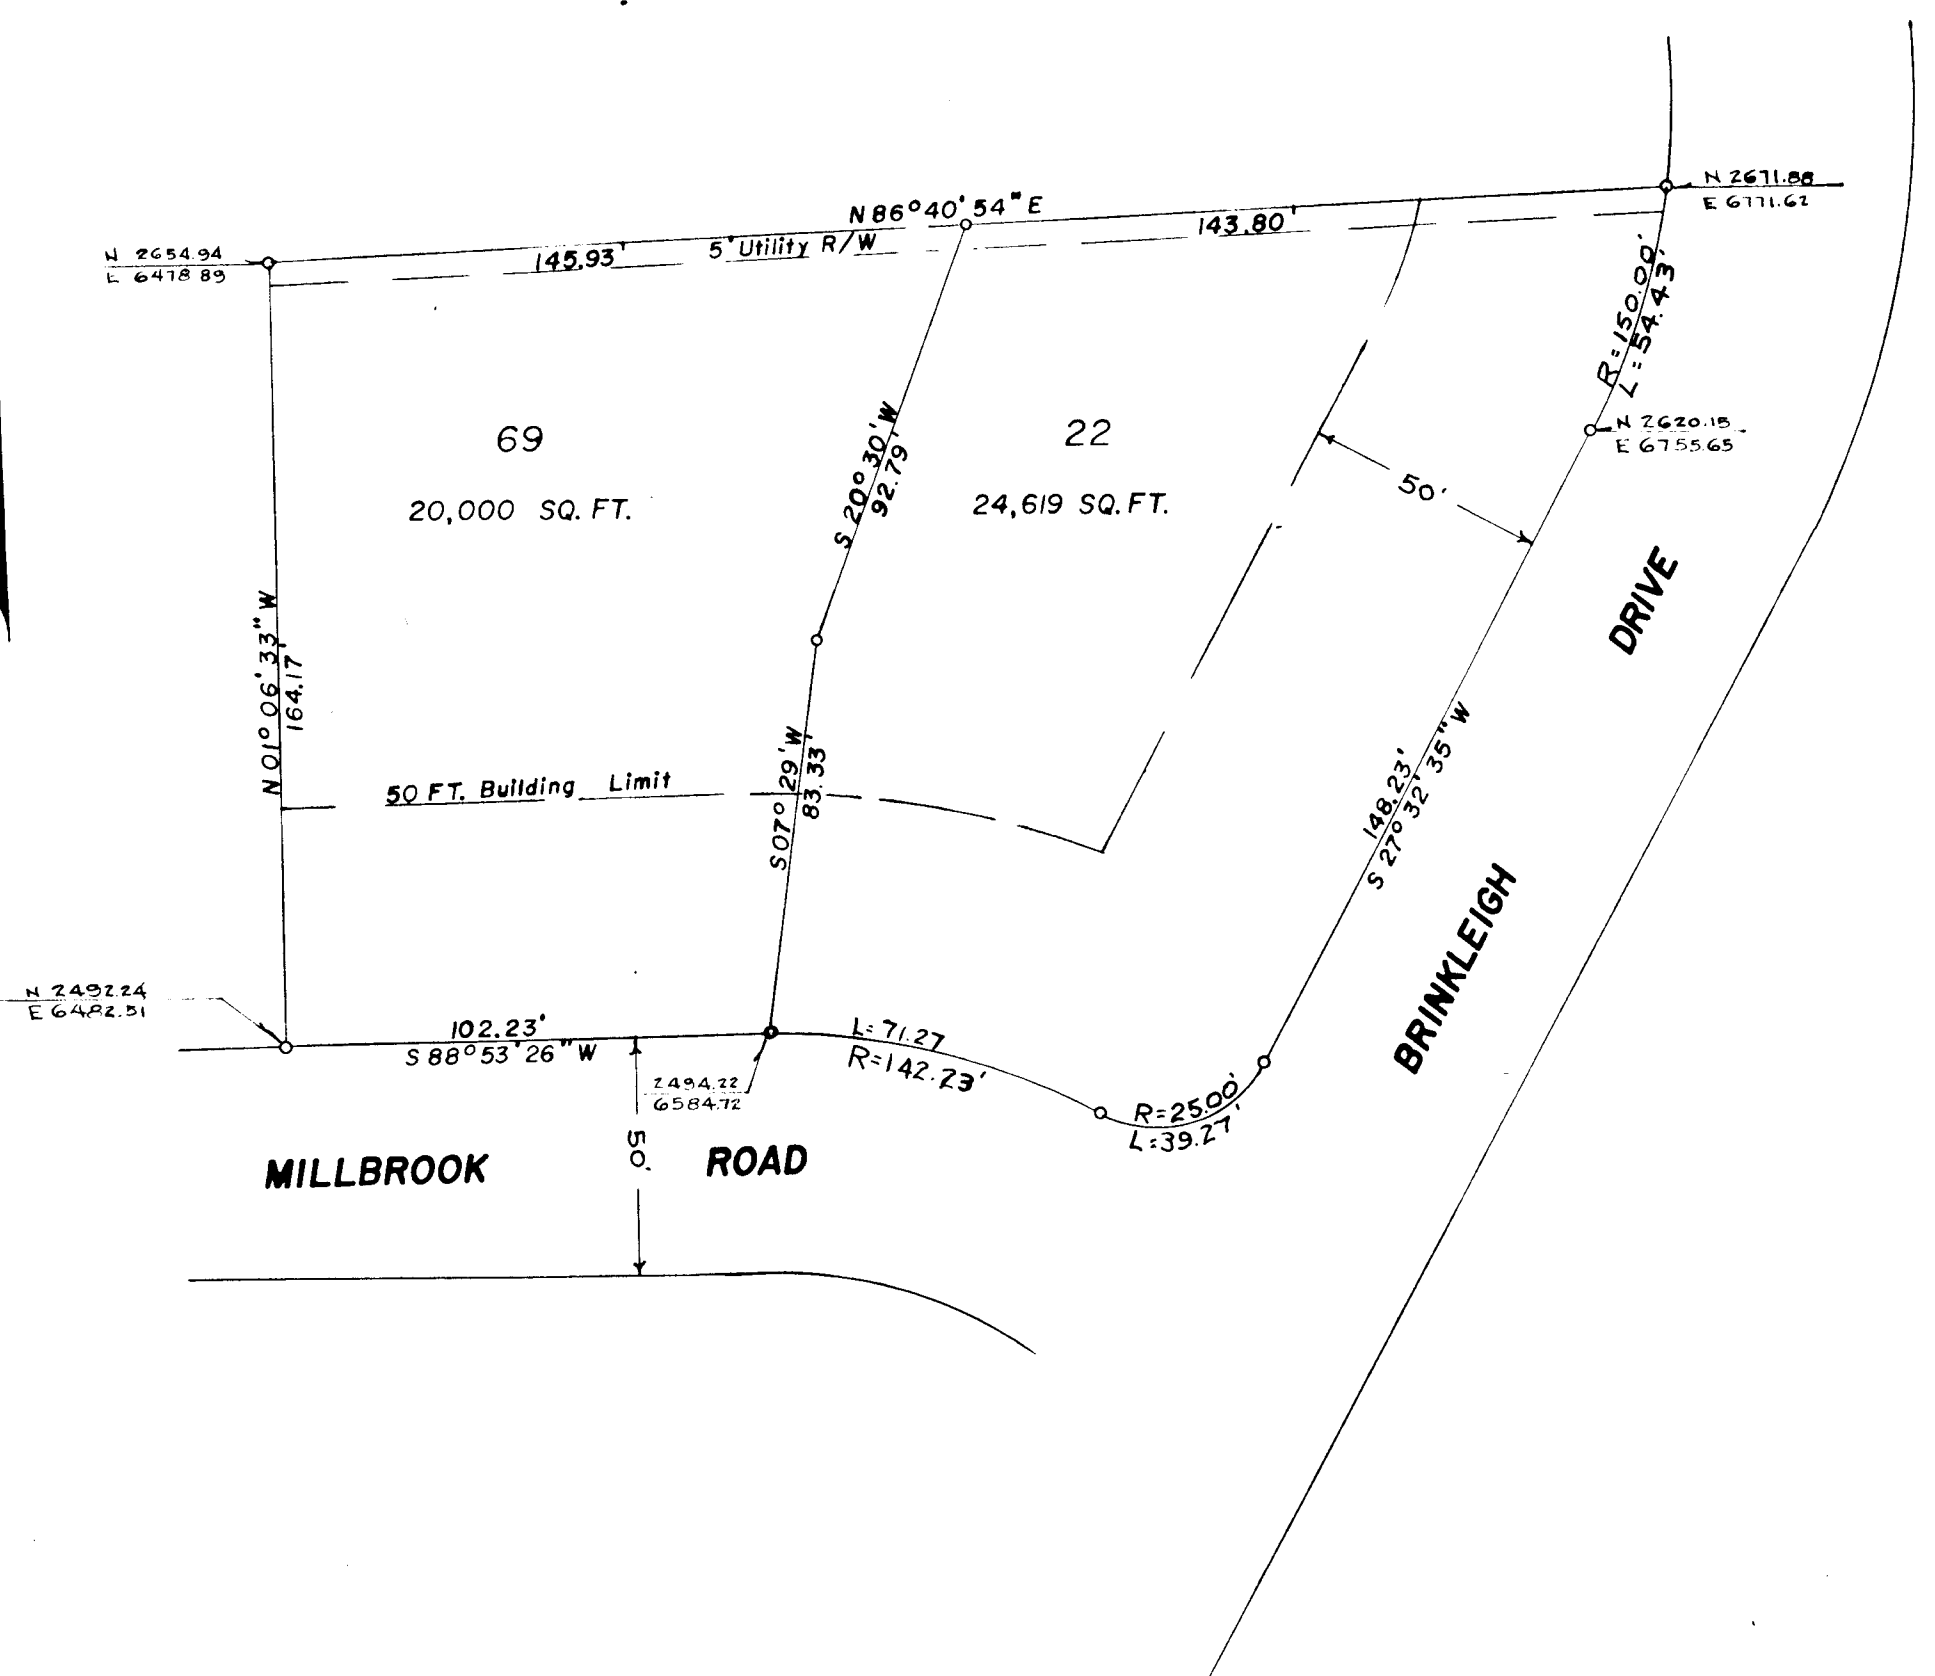 N 2671.88
E 6771.62
N 86° 40' 54" E
143.80'
5' Utility R/W
145.93'
N 2654.94
E 6478 89
R=150.00'
L=54.43'
N 2620.15
E 6755.65
69
22
20,000 SQ. FT.
24,619 SQ. FT.
S 20° 30' W
92.79'
50'
DRIVE
N 01° 06' 33" W
164.17'
50 FT. Building Limit
S 07° 29' W
83.33'
148.23'
S 27° 32' 35" W
BRINKLEIGH
N 2492.24
E 6482.51
102.23'
S 88° 53' 26" W
L=71.27
R=142.23'
2494.22
6584.72
R=25.00'
L=39.27'
50'
MILLBROOK ROAD